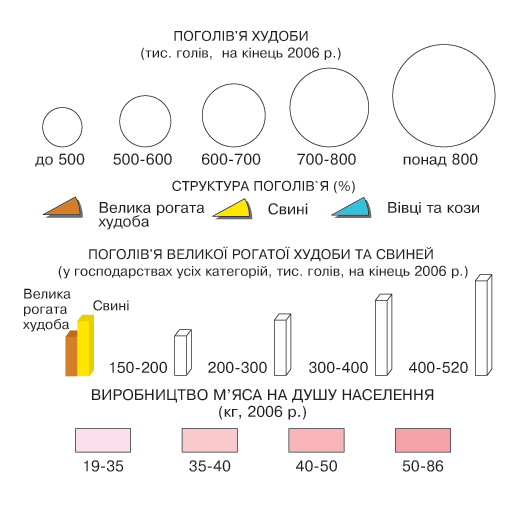 ПОГОЛІВ'Я ХУДОБИ
(тис. голів, на кінець 2006 р.)
до 500 500-600 600-700 700-800 понад 800
СТРУКТУРА ПОГОЛІВ`Я (%)
Велика рогата худоба
Свині
Вівці та кози
ПОГОЛІВ'Я ВЕЛИКОЇ РОГАТОЇ ХУДОБИ ТА СВИНЕЙ
(у господарствах усіх категорій, тис. голів, на кінець 2006 р.)
Велика
рогата
худоба
Свині
150-200 200-300 300-400 400-520
ВИРОБНИЦТВО М'ЯСА НА ДУШУ НАСЕЛЕННЯ
(кг, 2006 р.)
19-35 35-40 40-50 50-86